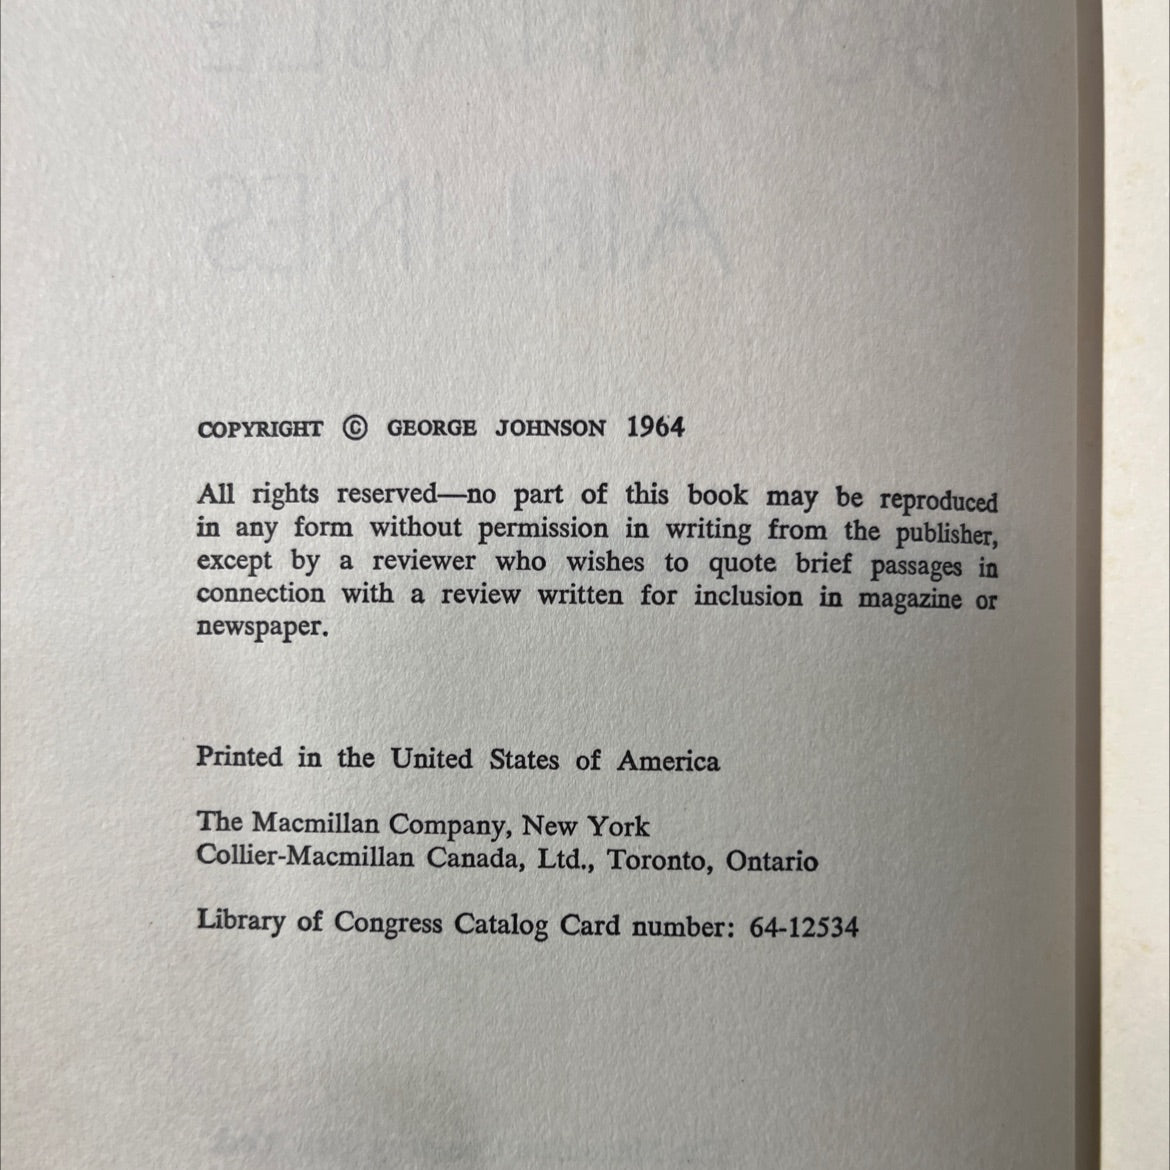 COPYRIGHT © GEORGE JOHNSON 1964
All rights reserved—no part of this book may be reproduced
in any form without permission in writing from the publisher,
except by a reviewer who wishes to quote brief passages in
connection with a review written for inclusion in magazine or
newspaper.
Printed in the United States of America
The Macmillan Company, New York
Collier-Macmillan Canada, Ltd., Toronto, Ontario
Library of Congress Catalog Card number: 64-12534